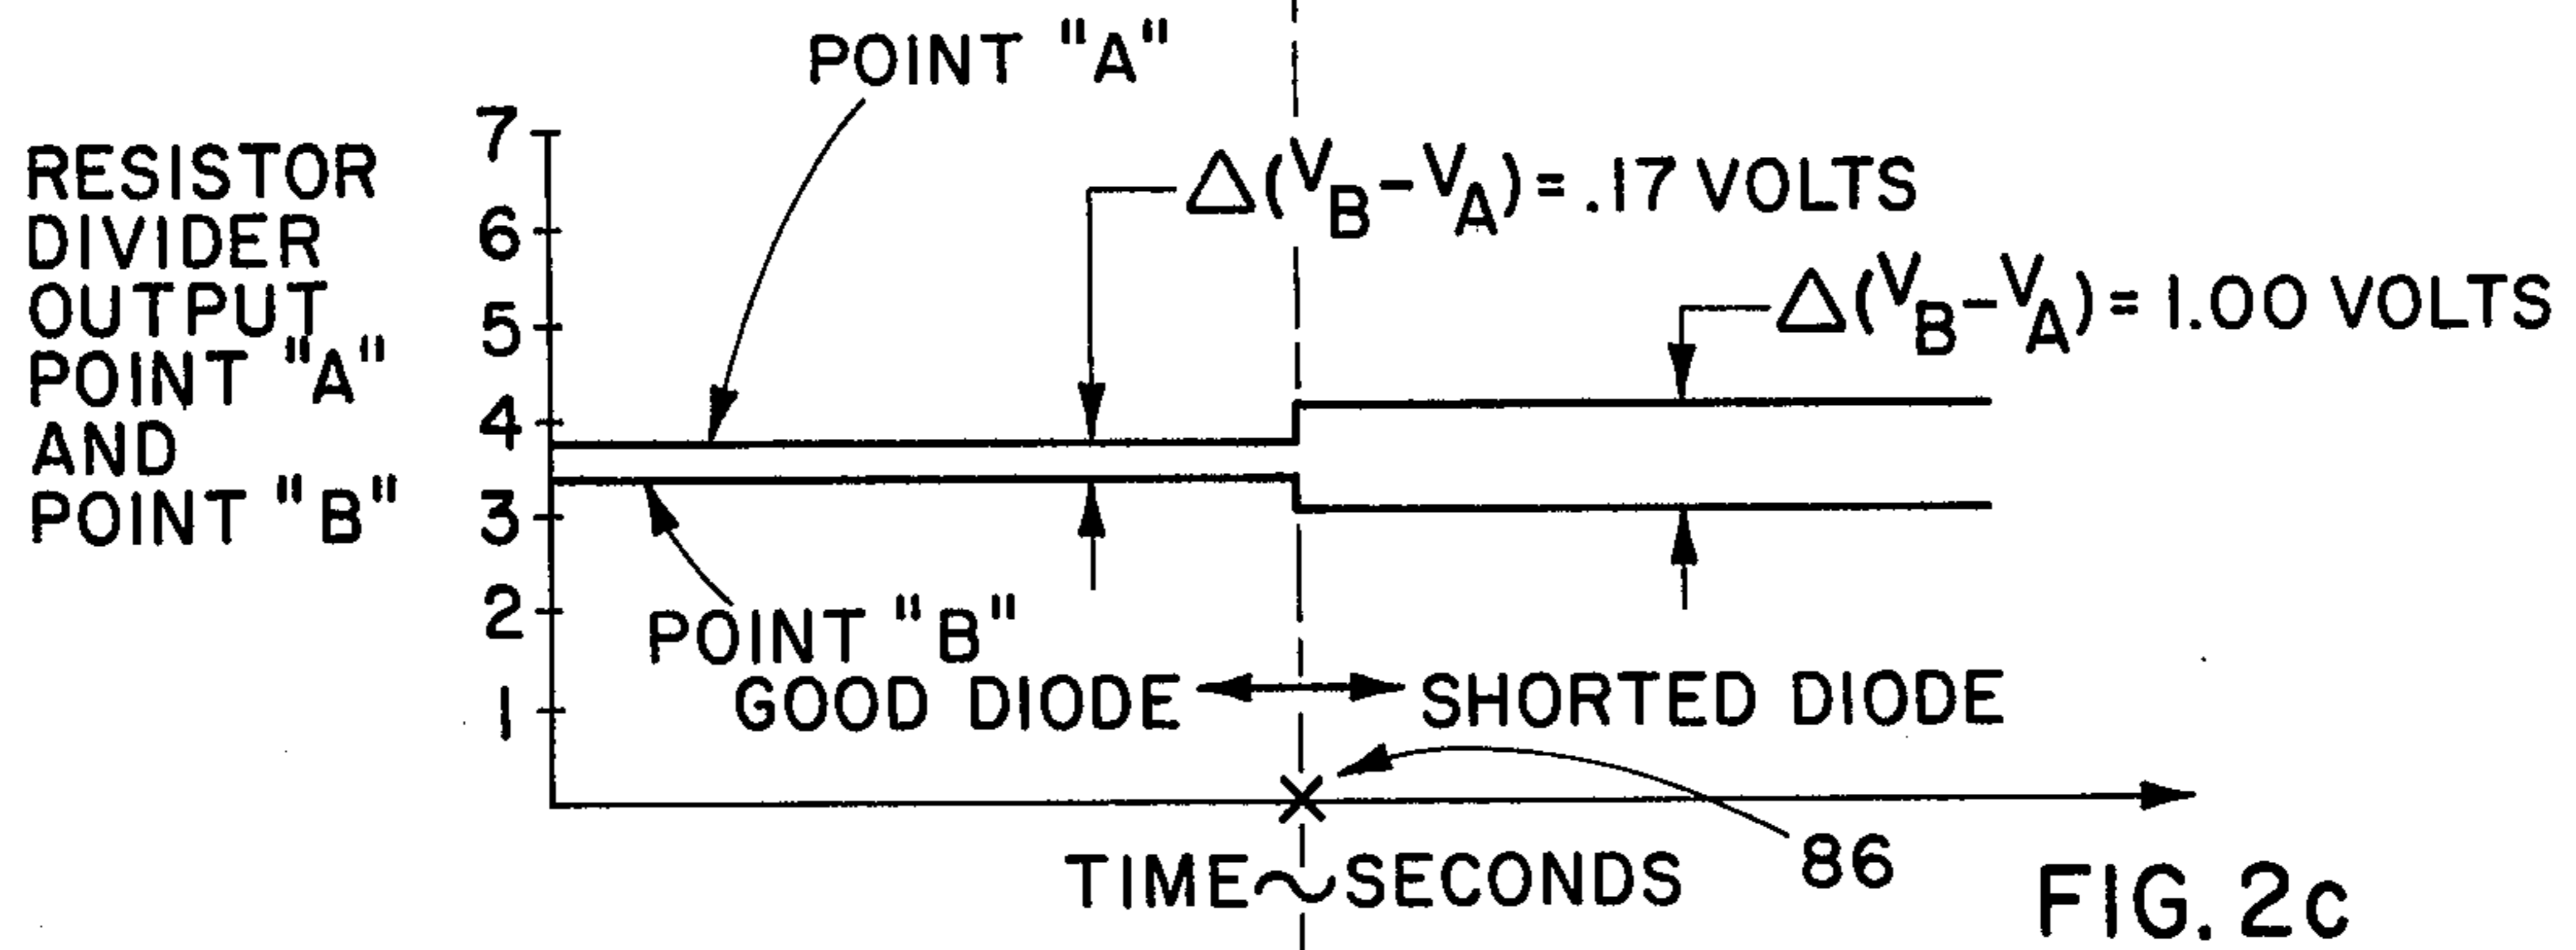 POINT "A"
RESISTOR
DIVIDER
OUTPUT
POINT "A"
AND
POINT "B"
7
6
5
4
3
2
1
Δ(VB-VA)= .17 VOLTS
Δ(VB-VA)= 1.00 VOLTS
POINT "B"
GOOD DIODE
SHORTED DIODE
TIME~SECONDS
86
FIG. 2c